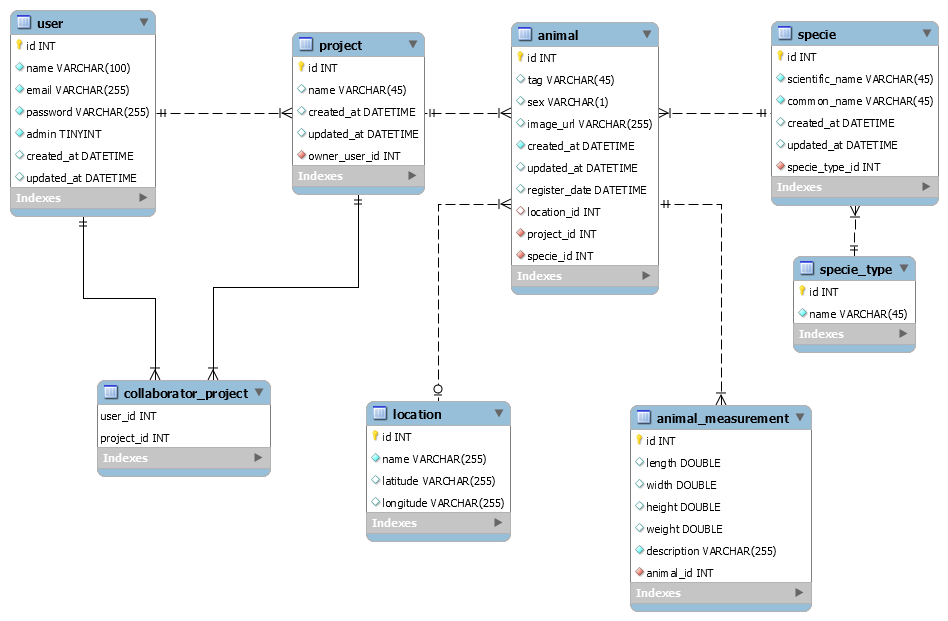 user
id INT
name VARCHAR(100)
email VARCHAR(255)
password VARCHAR(255)
admin TINYINT
created_at DATETIME
updated_at DATETIME
Indexes
project
id INT
name VARCHAR(45)
created_at DATETIME
updated_at DATETIME
owner_user_id INT
Indexes
animal
id INT
tag VARCHAR(45)
sex VARCHAR(1)
image_url VARCHAR(255)
created_at DATETIME
updated_at DATETIME
register_date DATETIME
location_id INT
project_id INT
specie_id INT
Indexes
specie
id INT
scientific_name VARCHAR(45)
common_name VARCHAR(45)
created_at DATETIME
updated_at DATETIME
specie_type_id INT
Indexes
specie_type
id INT
name VARCHAR(45)
Indexes
collaborator_project
user_id INT
project_id INT
Indexes
location
id INT
name VARCHAR(255)
latitude VARCHAR(255)
longitude VARCHAR(255)
Indexes
animal_measurement
id INT
length DOUBLE
width DOUBLE
height DOUBLE
weight DOUBLE
description VARCHAR(255)
animal_id INT
Indexes